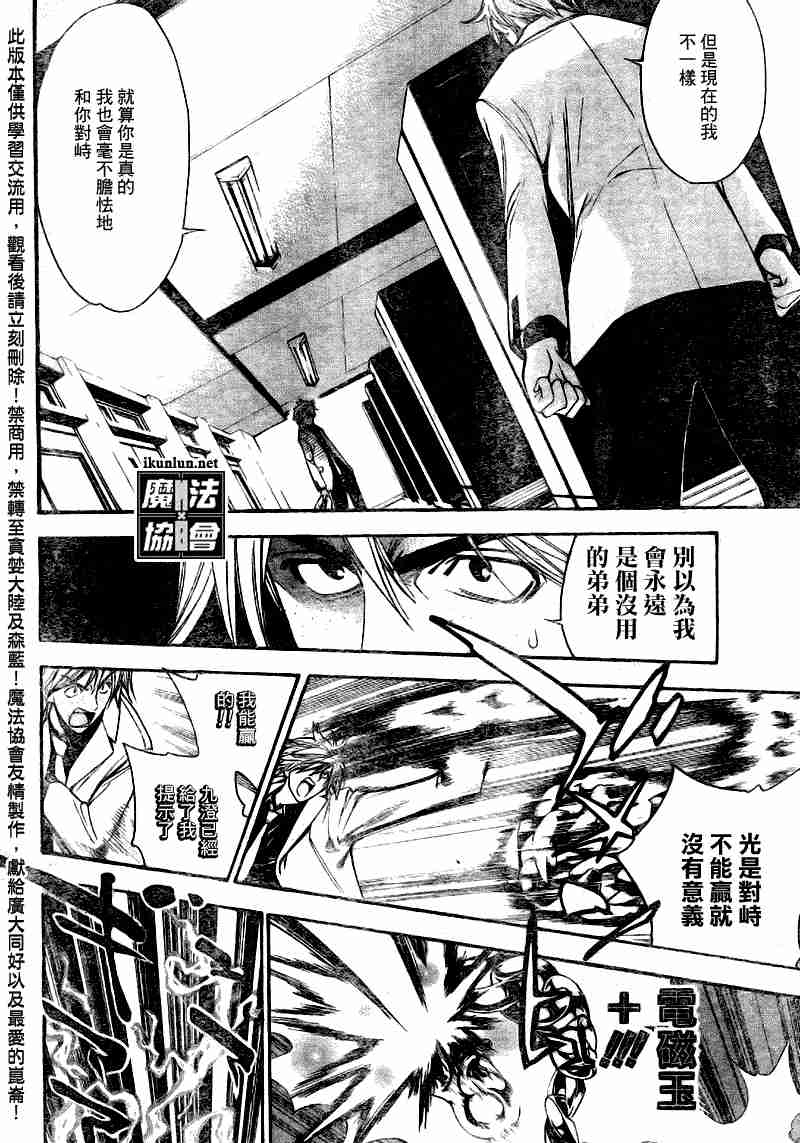 但是現在的我
不一樣
就算你是真的
我也會毫不膽怯地
和你對峙
別以為我
會永遠
是個沒用
的弟弟
光是對峙
不能贏就
沒有意義
九澄已經
給了我
提示了
我能贏
的!!
電磁玉
+!!!
ikunlun.net
魔法
協會
此版本僅供學習交流用，觀看後請立刻刪除！禁商用，禁轉至貪婪大陸及森藍！魔法協會友情製作，獻給廣大同好以及最愛的崑崙！